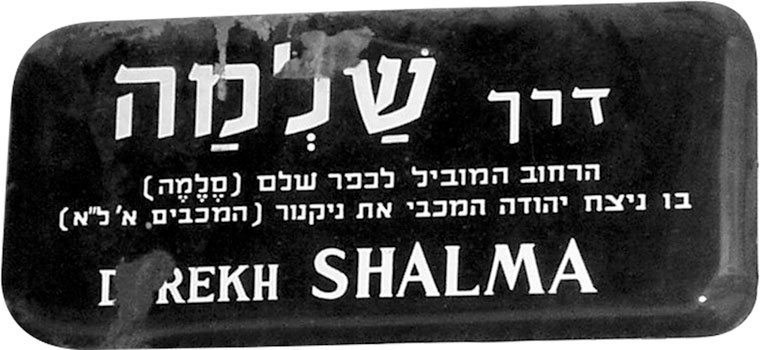 דרך שַׁלְמַה
הרחוב המוביל לכפר שלם (סֶלֶמֶה)
בו ניצח יהודה המכבי את ניקנור (המכבים א' ל"א)
DEREKH SHALMA